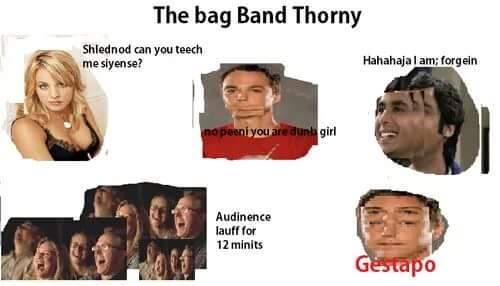 The bag Band Thorny
Shlednod can you teech
me siyense?
no peeni you are dunb girl
Hahahaja I am; forgein
Audinence
lauff for
12 minits
Gestapo